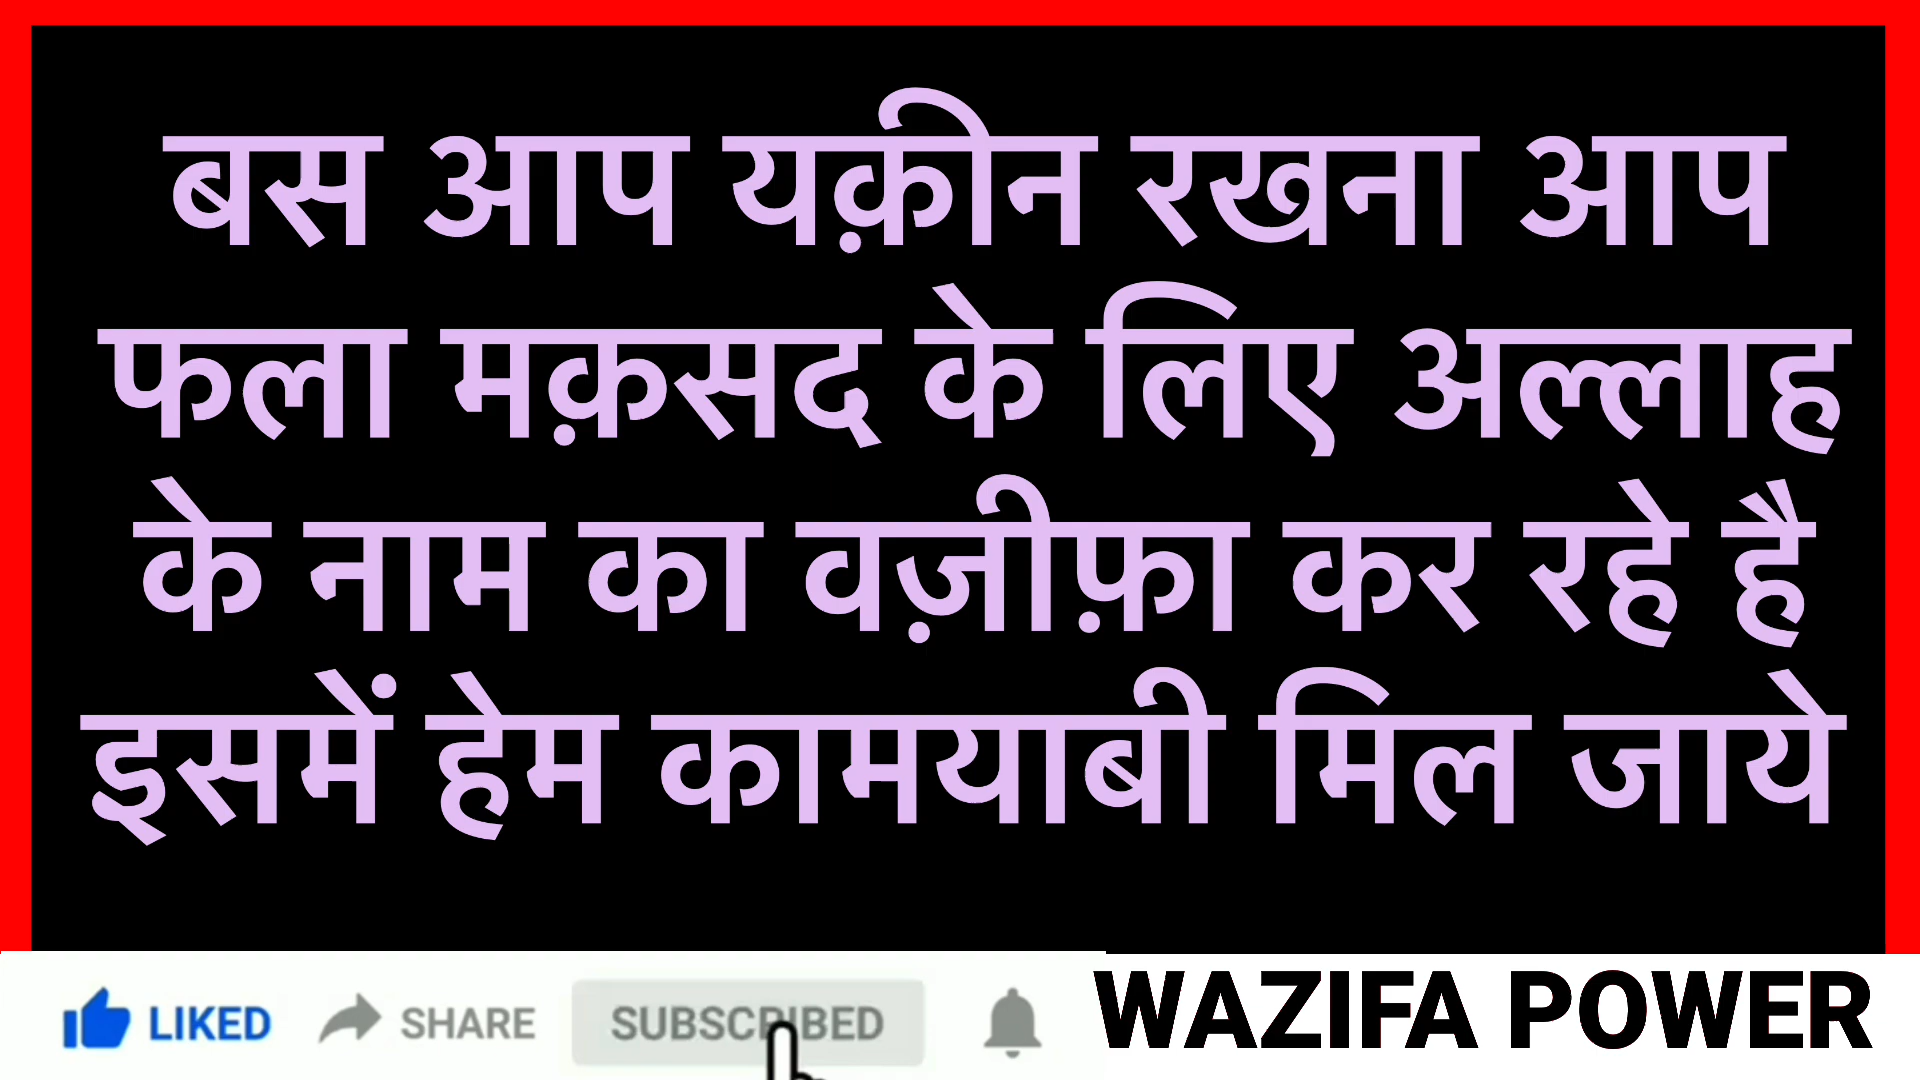 बस आप यक़ीन रखना आप
फला मक़सद के लिए अल्लाह
के नाम का वज़ीफ़ा कर रहे है
इसमें हेम कामयाबी मिल जाये
LIKED SHARE SUBSCRIBED WAZIFA POWER